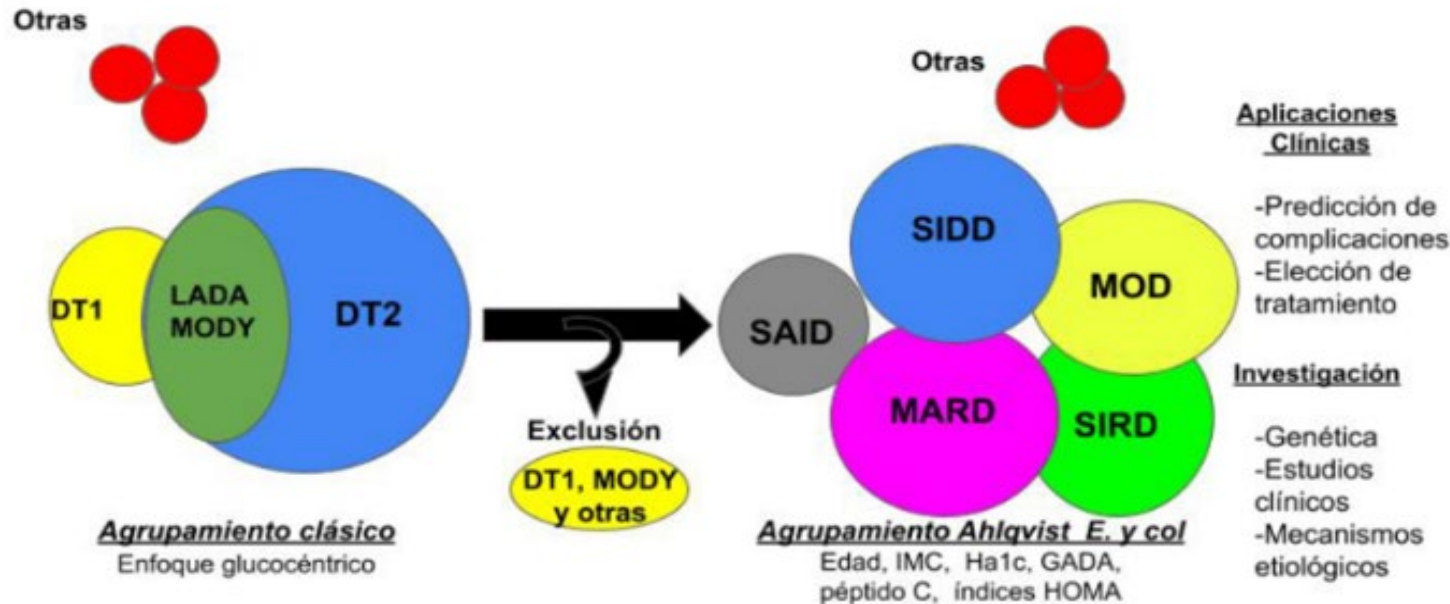 Otras
DT1
LADA
MODY
DT2
Agrupamiento clásico
Enfoque glucocéntrico
Exclusión
DT1, MODY
y otras
Otras
SAID
SIDD
MOD
MARD
SIRD
Agrupamiento Ahlqvist E. y col
Edad, IMC, Ha1c, GADA,
péptido C, índices HOMA
Aplicaciones
Clínicas
-Predicción de
complicaciones
-Elección de
tratamiento
Investigación
-Genética
-Estudios
clínicos
-Mecanismos
etiológicos